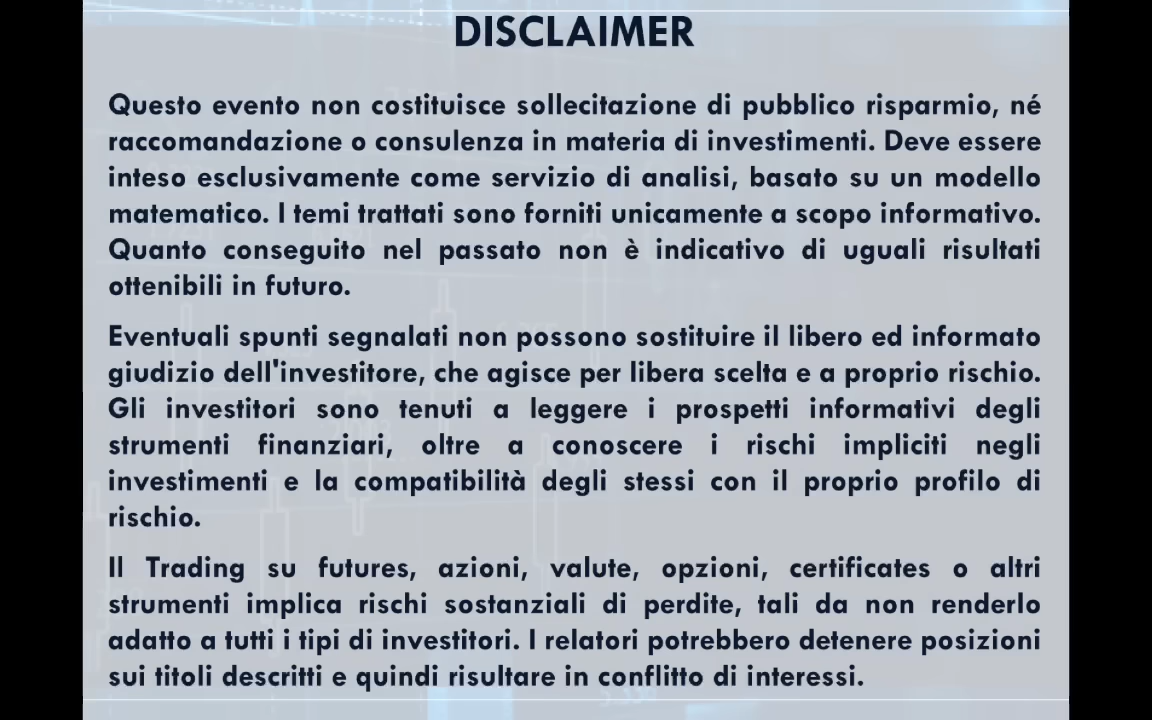 DISCLAIMER
Questo evento non costituisce sollecitazione di pubblico risparmio, né
raccomandazione o consulenza in materia di investimenti. Deve essere
inteso esclusivamente come servizio di analisi, basato su un modello
matematico. I temi trattati sono forniti unicamente a scopo informativo.
Quanto conseguito nel passato non è indicativo di uguali risultati
ottenibili in futuro.
Eventuali spunti segnalati non possono sostituire il libero ed informato
giudizio dell'investitore, che agisce per libera scelta e a proprio rischio.
Gli investitori sono tenuti a leggere i prospetti informativi degli
strumenti finanziari, oltre a conoscere i rischi impliciti negli
investimenti e la compatibilità degli stessi con il proprio profilo di
rischio.
Il Trading su futures, azioni, valute, opzioni, certificates o altri
strumenti implica rischi sostanziali di perdite, tali da non renderlo
adatto a tutti i tipi di investitori. I relatori potrebbero detenere posizioni
sui titoli descritti e quindi risultare in conflitto di interessi.